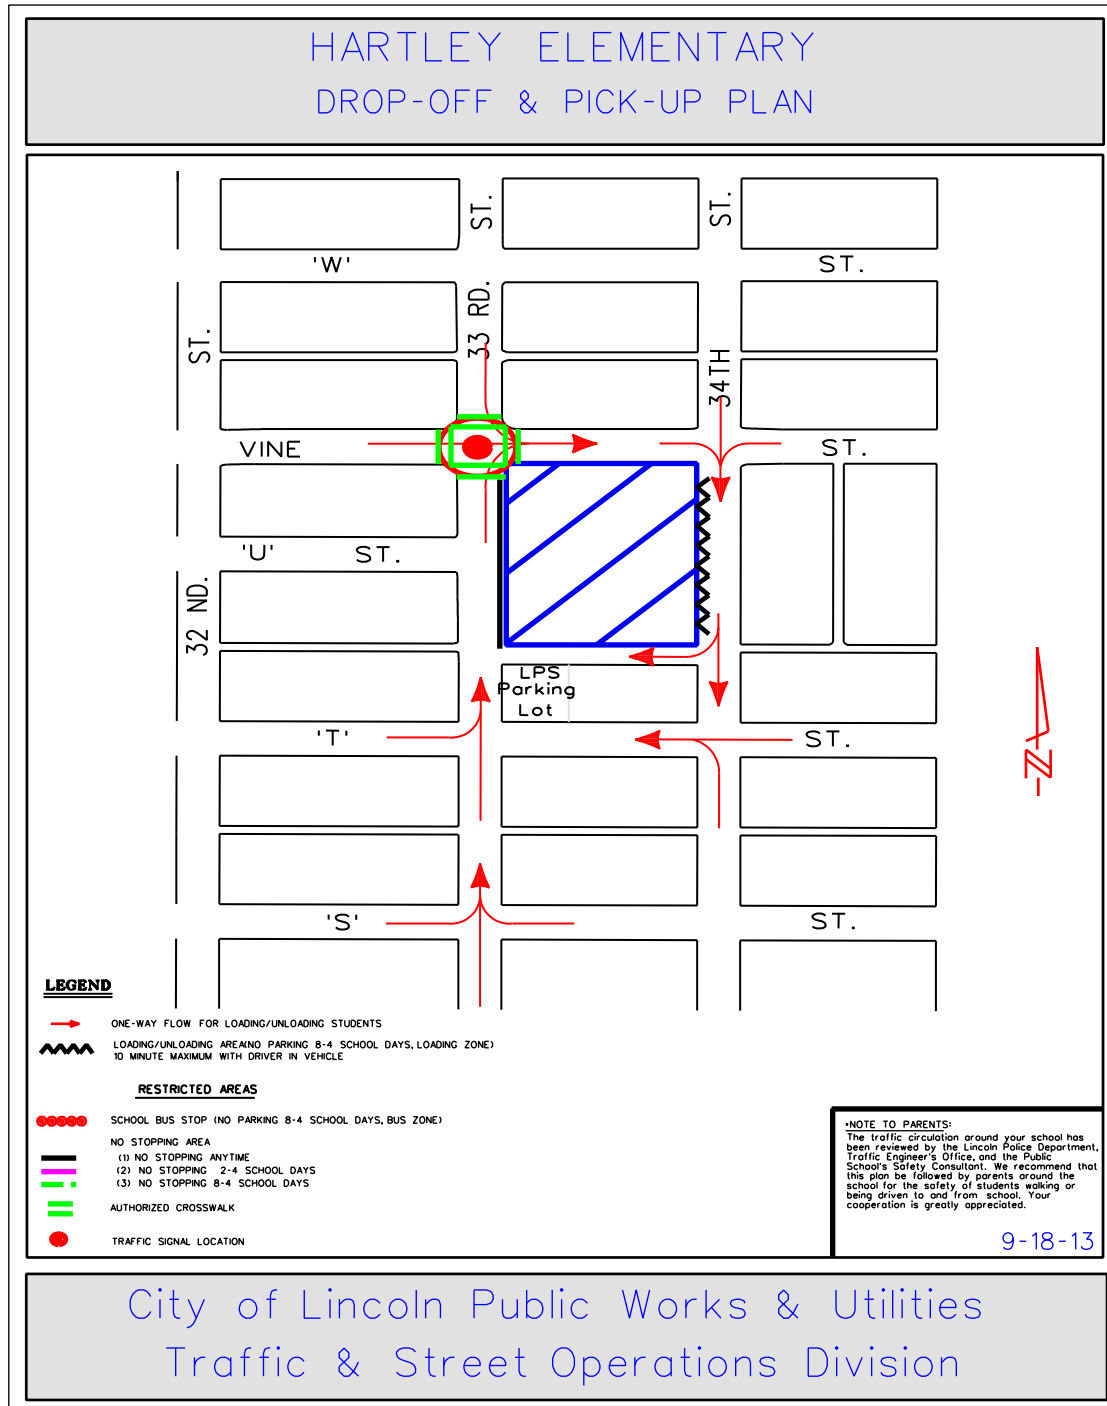 HARTLEY ELEMENTARY
DROP-OFF & PICK-UP PLAN
ST.
ST.
'W'
ST.
33 RD.
ST.
34TH
VINE
ST.
'U'
ST.
32 ND.
LPS
Parking
Lot
'T'
ST.
N
'S'
ST.
LEGEND
ONE-WAY FLOW FOR LOADING/UNLOADING STUDENTS
LOADING/UNLOADING AREA(NO PARKING 8-4 SCHOOL DAYS, LOADING ZONE)
10 MINUTE MAXIMUM WITH DRIVER IN VEHICLE
RESTRICTED AREAS
SCHOOL BUS STOP (NO PARKING 8-4 SCHOOL DAYS, BUS ZONE)
NO STOPPING AREA
(1) NO STOPPING ANYTIME
(2) NO STOPPING 2-4 SCHOOL DAYS
(3) NO STOPPING 8-4 SCHOOL DAYS
AUTHORIZED CROSSWALK
TRAFFIC SIGNAL LOCATION
•NOTE TO PARENTS:
The traffic circulation around your school has
been reviewed by the Lincoln Police Department,
Traffic Engineer's Office, and the Public
School's Safety Consultant. We recommend that
this plan be followed by parents around the
school for the safety of students walking or
being driven to and from school. Your
cooperation is greatly appreciated.
9-18-13
City of Lincoln Public Works & Utilities
Traffic & Street Operations Division